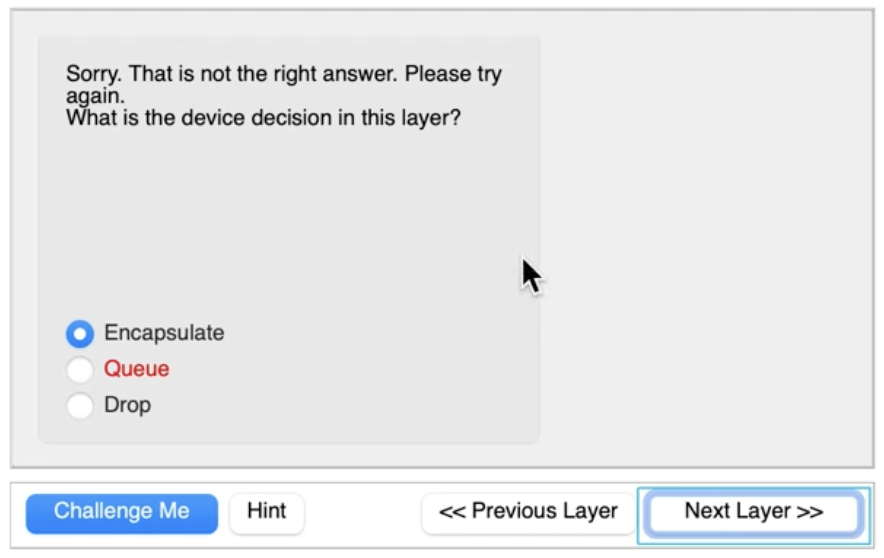 Sorry. That is not the right answer. Please try
again.
What is the device decision in this layer?
Encapsulate
Queue
Drop
Challenge Me
Hint
<< Previous Layer
Next Layer >>